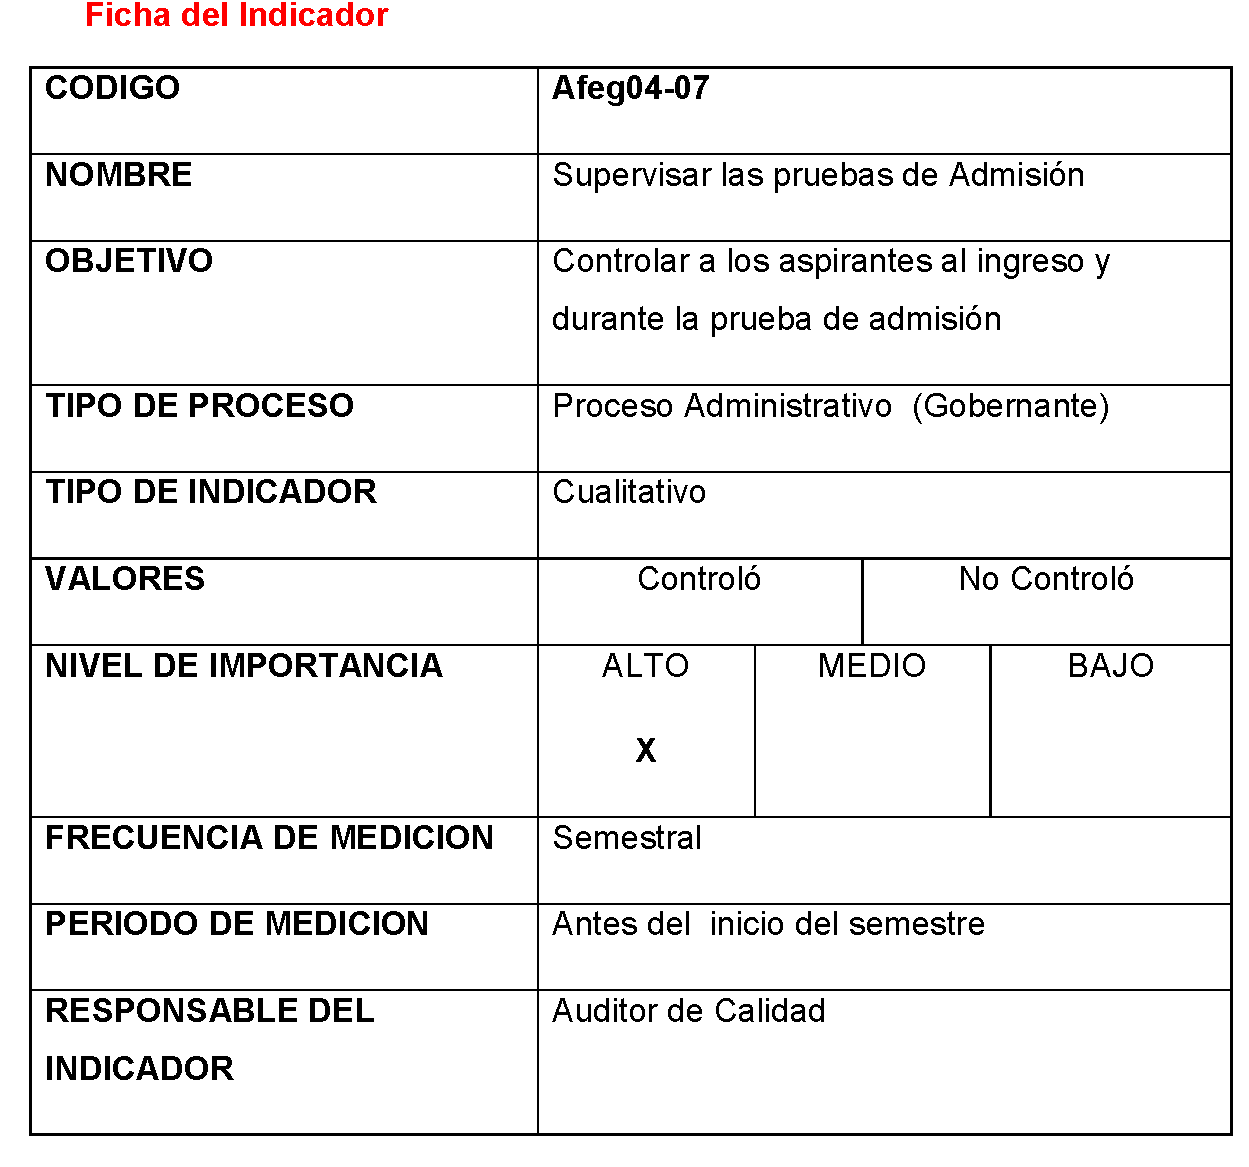 Ficha del Indicador
CODIGO Afeg04-07
NOMBRE Supervisar las pruebas de Admisión
OBJETIVO Controlar a los aspirantes al ingreso y
durante la prueba de admisión
TIPO DE PROCESO Proceso Administrativo (Gobernante)
TIPO DE INDICADOR Cualitativo
VALORES Controló No Controló
NIVEL DE IMPORTANCIA ALTO MEDIO BAJO
X
FRECUENCIA DE MEDICION Semestral
PERIODO DE MEDICION Antes del inicio del semestre
RESPONSABLE DEL Auditor de Calidad
INDICADOR